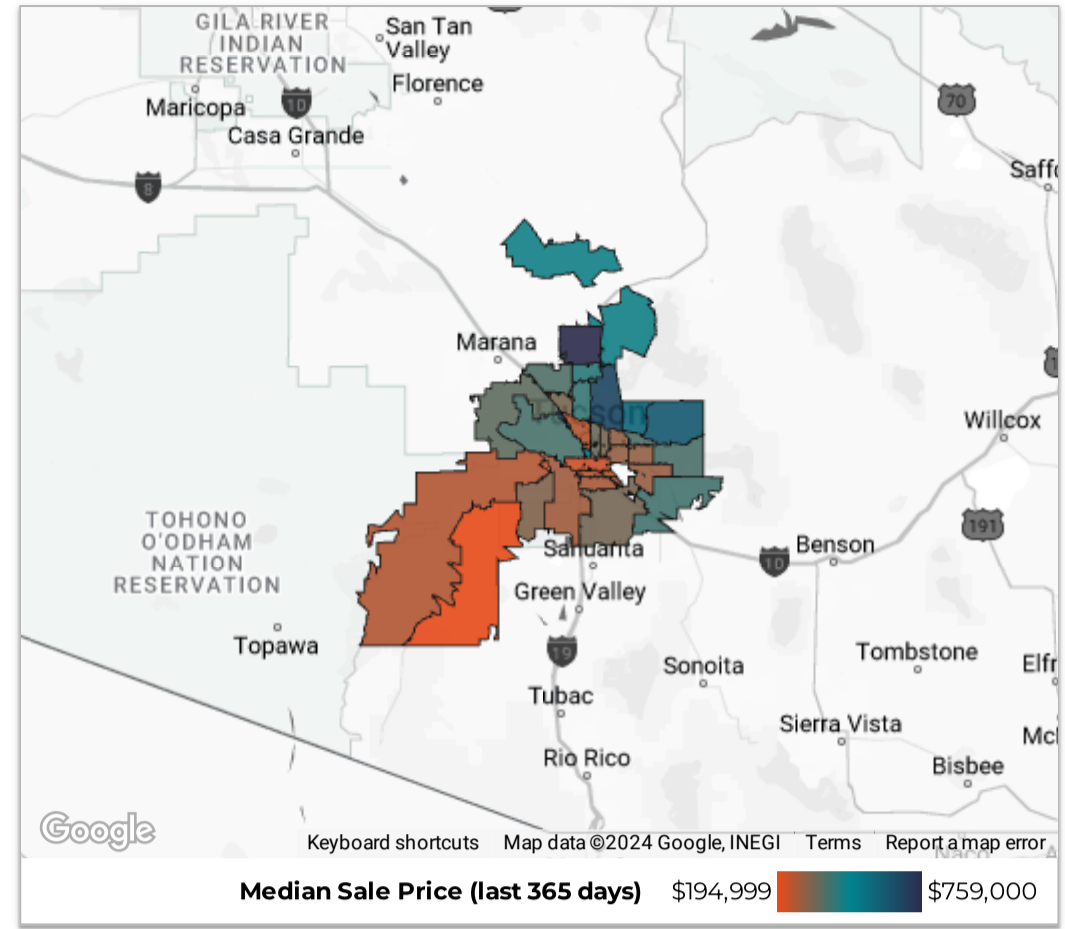 GILA RIVER
INDIAN
RESERVATION
San Tan
Valley
Florence
Maricopa
10
Casa Grande
70
8
Marana
Tucson
Willcox
191
TOHONO
O'ODHAM
NATION
RESERVATION
Benson
10
Sahuarita
Green Valley
Topawa
19
Sonoita
Tombstone
Tubac
Sierra Vista
Rio Rico
Bisbee
Google
Keyboard shortcuts
Map data ©2024 Google, INEGI
Terms
Report a map error
Naco
Median Sale Price (last 365 days)
$194,999
$759,000